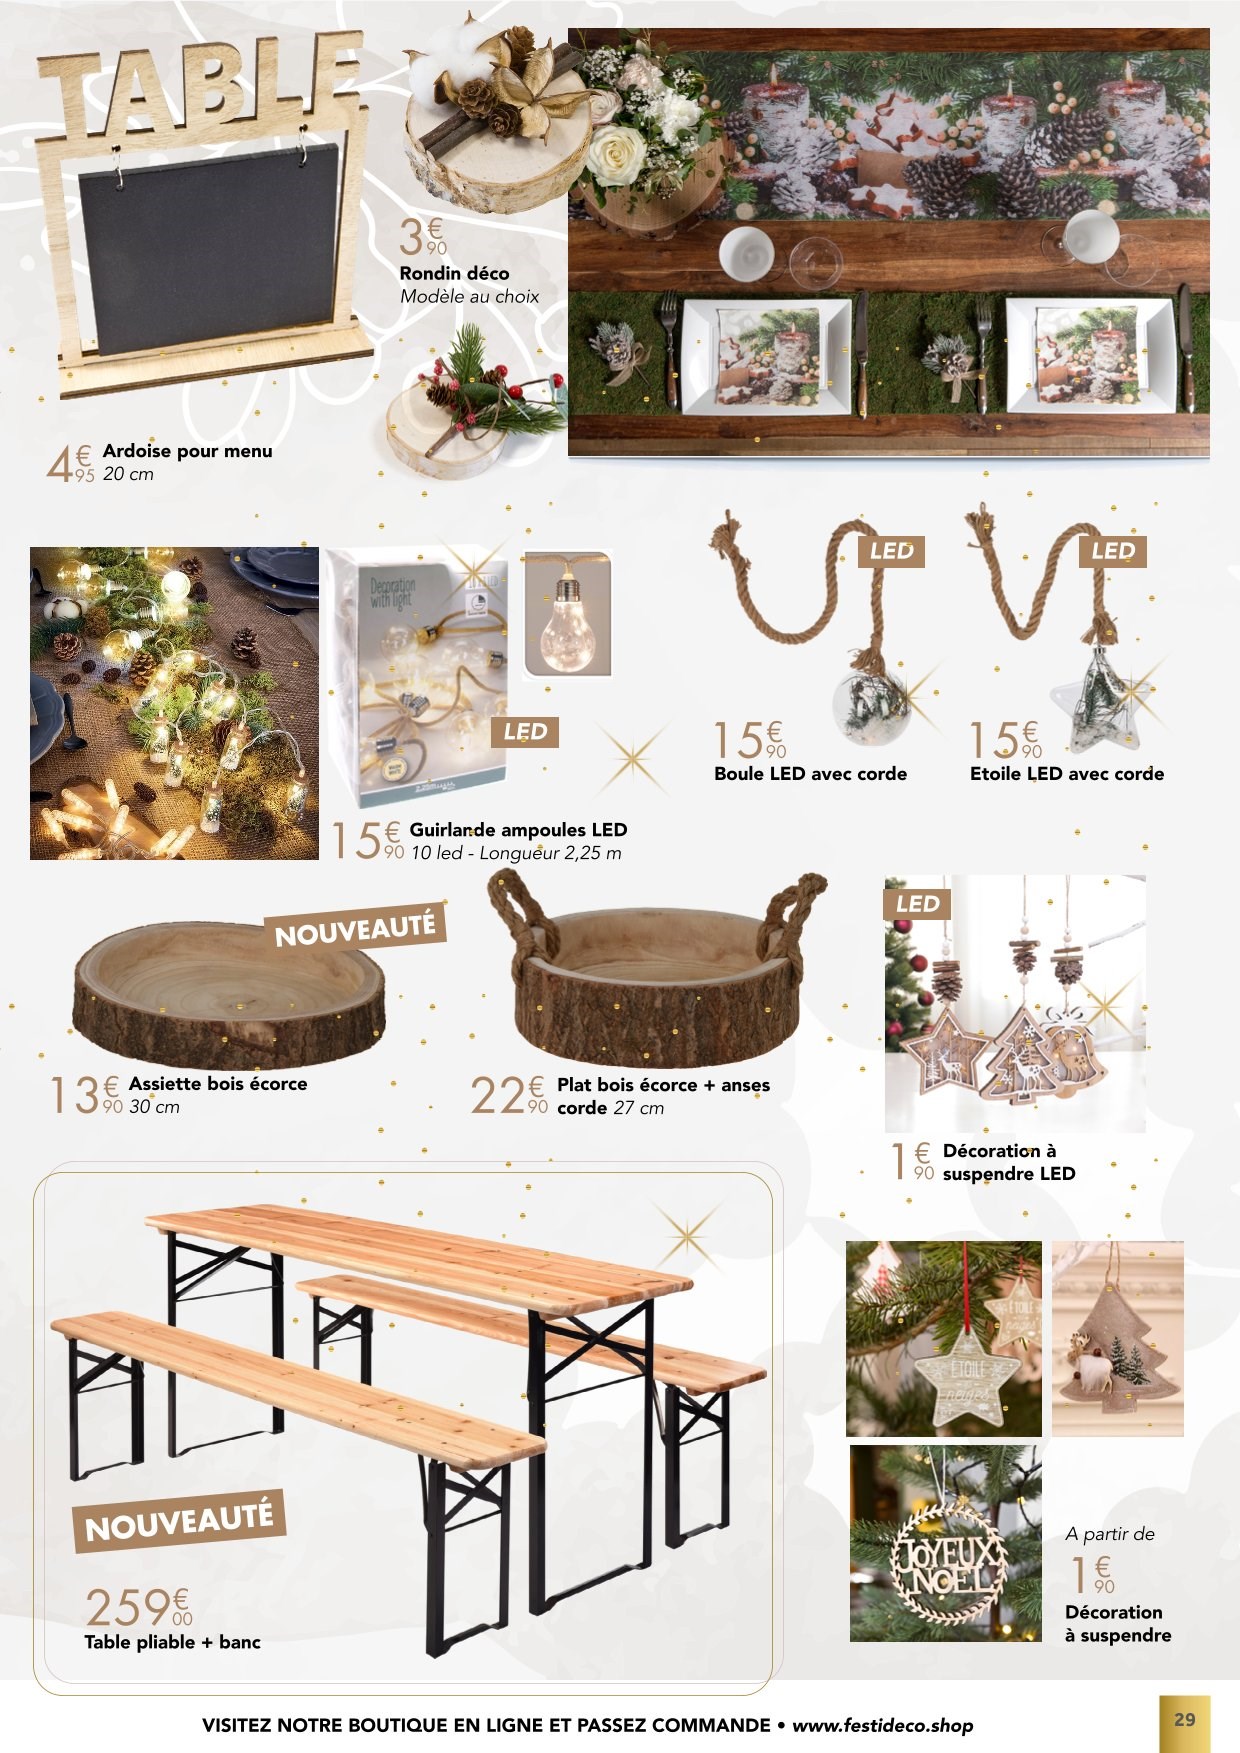 TABLE
3€90
Rondin déco
Modèle au choix
4€95
Ardoise pour menu
20 cm
Decoration
with light
LED
15€90
Guirlande ampoules LED
10 led - Longueur 2,25 m
LED
15€90
Boule LED avec corde
LED
15€90
Etoile LED avec corde
NOUVEAUTÉ
13€90
Assiette bois écorce
30 cm
22€90
Plat bois écorce + anses
corde 27 cm
LED
1€90
Décoration à
suspendre LED
NOUVEAUTÉ
259€00
Table pliable + banc
ETOILE
ETOILE
JOYEUX
NOËL
A partir de
1€90
Décoration
à suspendre
VISITEZ NOTRE BOUTIQUE EN LIGNE ET PASSEZ COMMANDE • www.festideco.shop
29